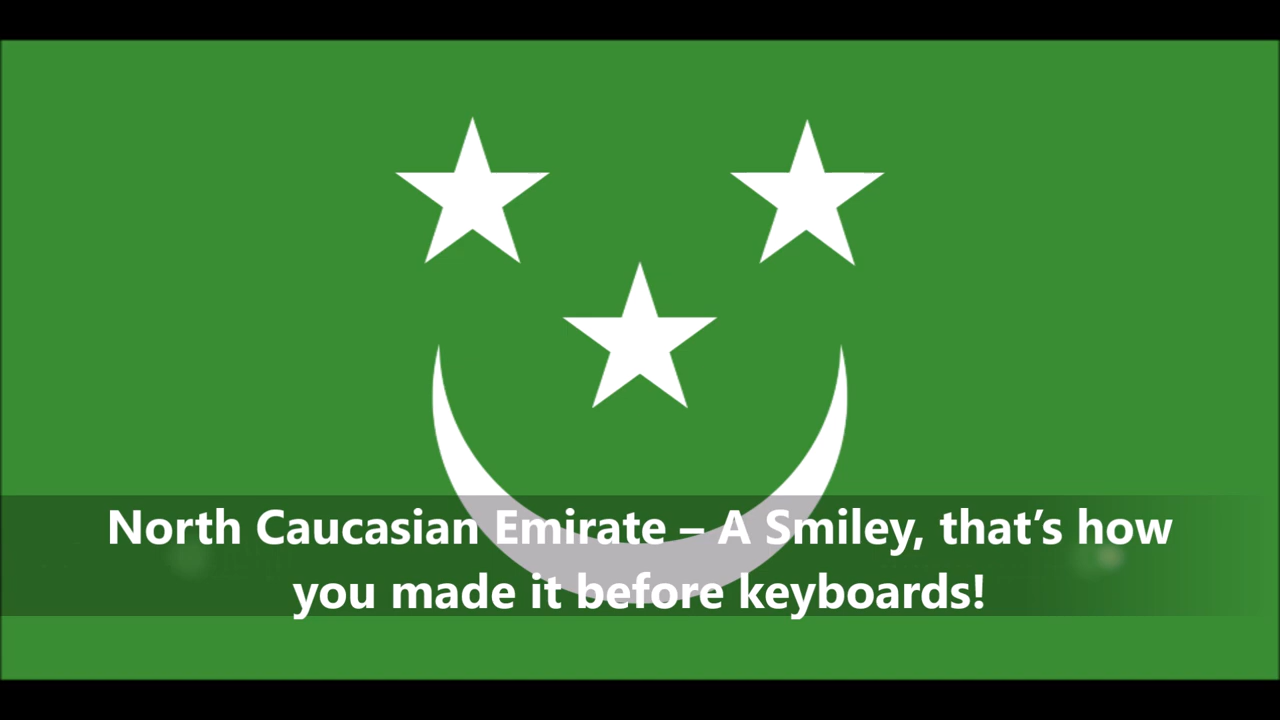 North Caucasian Emirate – A Smiley, that’s how
you made it before keyboards!